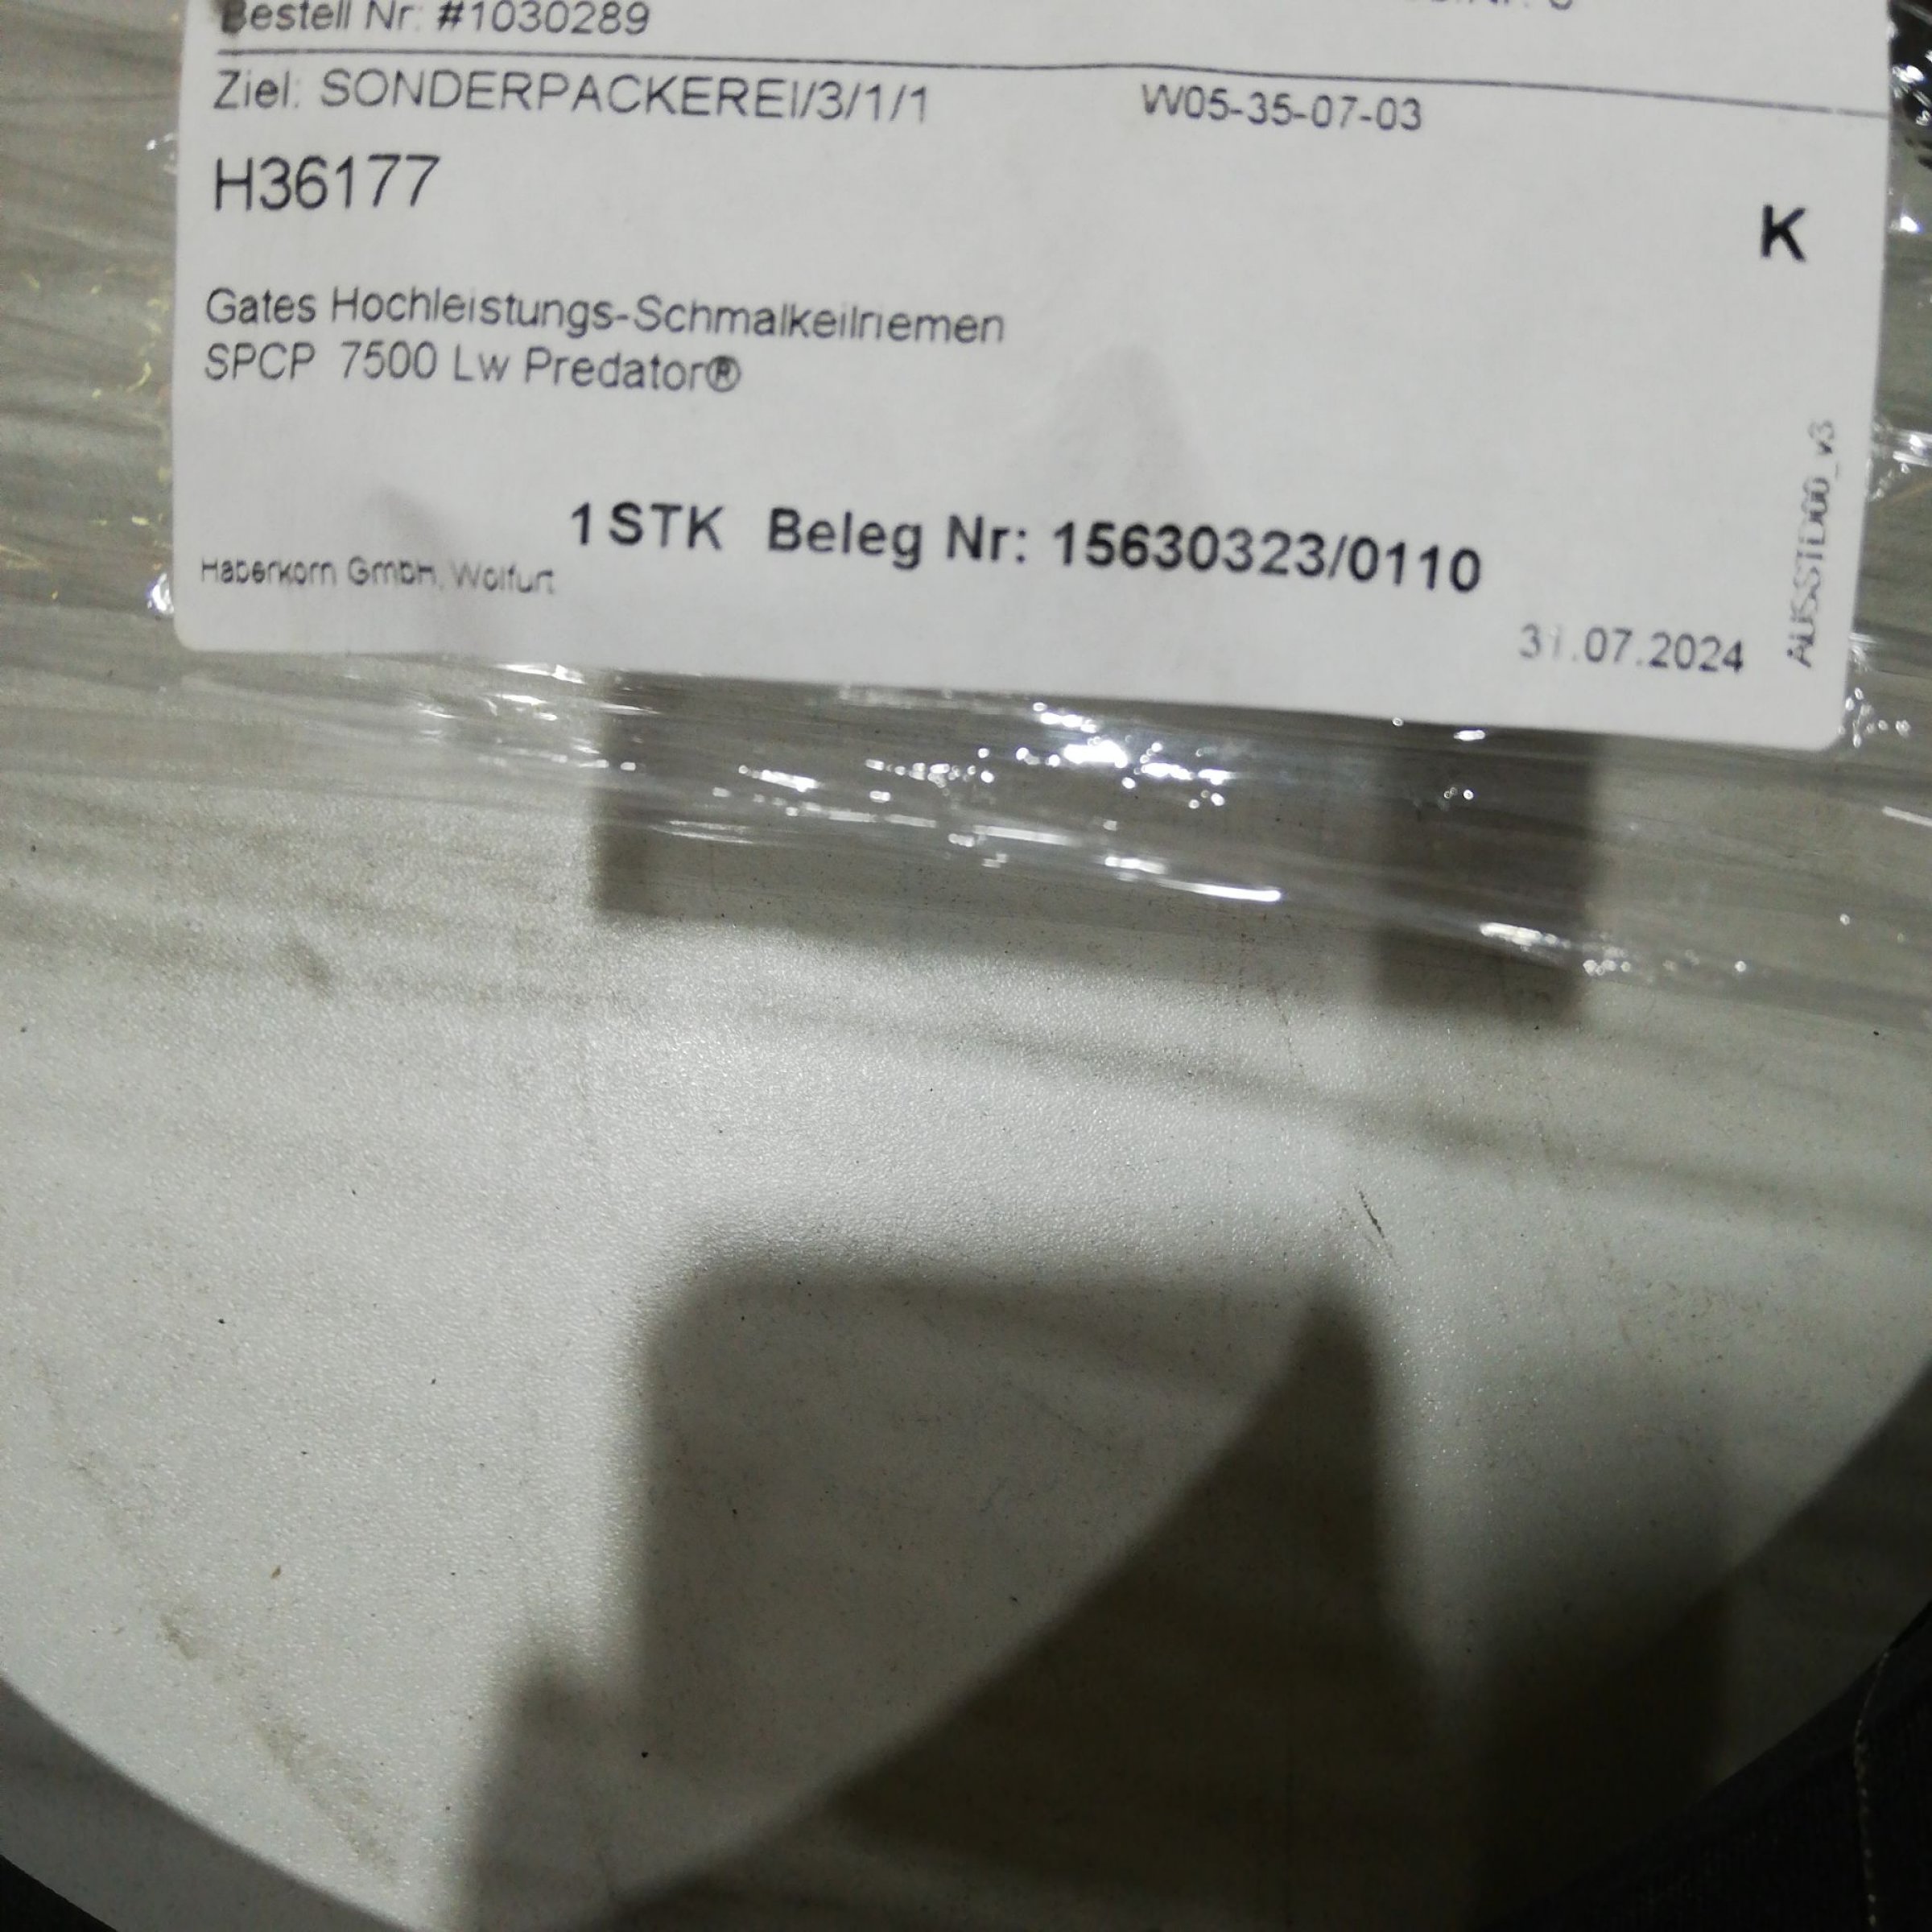 Bestell Nr: #1030289
Ziel: SONDERPACKEREI/3/1/1 W05-35-07-03
H36177
K
Gates Hochleistungs-Schmalkeilriemen
SPCP 7500 Lw Predator®
1 STK Beleg Nr: 15630323/0110
Haberkorn GmbH, Wolfurt
31.07.2024
AUSSTD00_v3